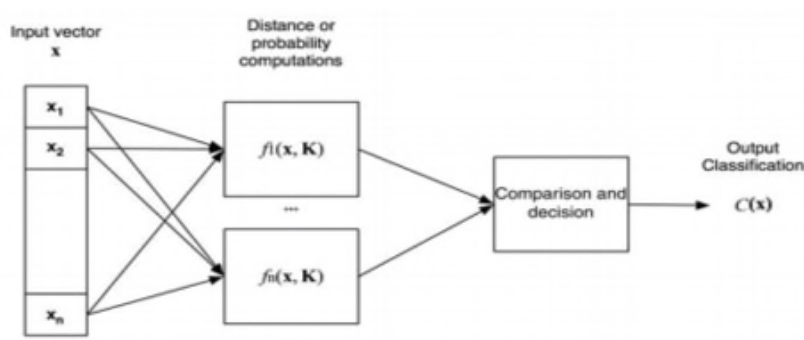 Input vector
x
Distance or
probability
computations
x1
x2
xn
f1(x, K)
...
fn(x, K)
Comparison and
decision
Output
Classification
C(x)